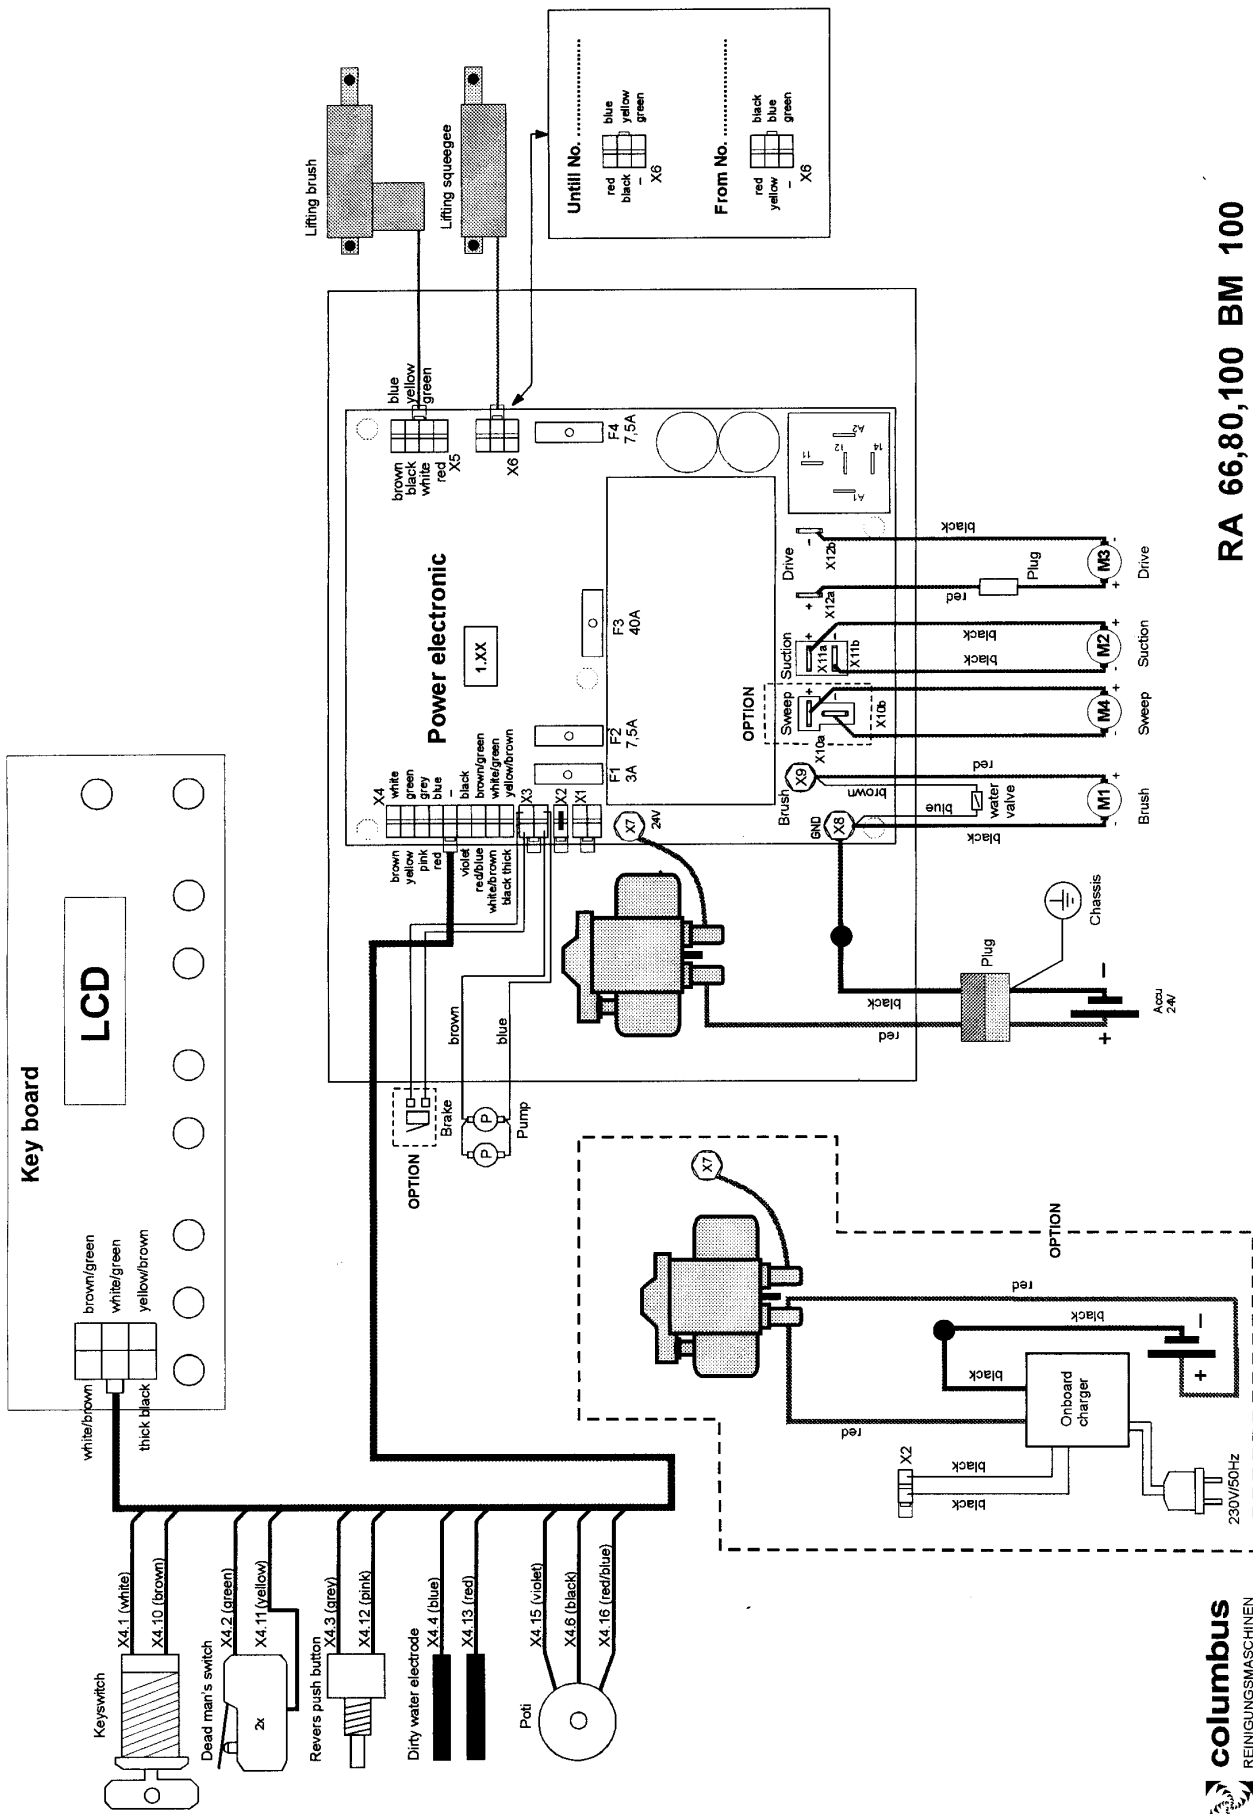 Key board
LCD
brown/green
white/green
yellow/brown
white/brown
thick black
Keyswitch
X4.1 (white)
X4.10 (brown)
Dead man's switch
2x
X4.2 (green)
X4.11(yellow)
Revers push button
X4.3 (grey)
X4.12 (pink)
Dirty water electrode
X4.4 (blue)
X4.13 (red)
Poti
X4.15 (violet)
X4.6 (black)
X4.16 (red/blue)
Power electronic
1.XX
X4
white
green
grey
blue
–
black
brown/green
white/green
yellow/brown
brown
yellow
pink
red
violet
red/blue
white/brown
black thick
X3
X2
X1
F1
3A
F2
7,5A
F3
40A
F4
7,5A
X5
brown
black
white
red
blue
yellow
green
X6
Lifting brush
Lifting squeegee
Untill No. ..................
red
black
–
blue
yellow
green
X6
From No. ..................
red
yellow
–
black
blue
green
X6
OPTION
Brake
brown
blue
P
P
Pump
X7
24V
GND
X8
Brush
X9
brown
blue
water
valve
red
black
- M1 +
Brush
OPTION
Sweep
+
-
X10a
X10b
- M4 +
Sweep
Suction
+
-
X11a
X11b
black
black
- M2 +
Suction
Drive
+
-
X12a
X12b
red
black
Plug
+ M3 -
Drive
11
12
14
A1
A2
red
black
Plug
Chassis
+
–
Accu
24V
OPTION
X7
red
black
red
black
Onboard
charger
+
–
X2
black
black
230V/50Hz
columbus
REINIGUNGSMASCHINEN
RA 66,80,100 BM 100